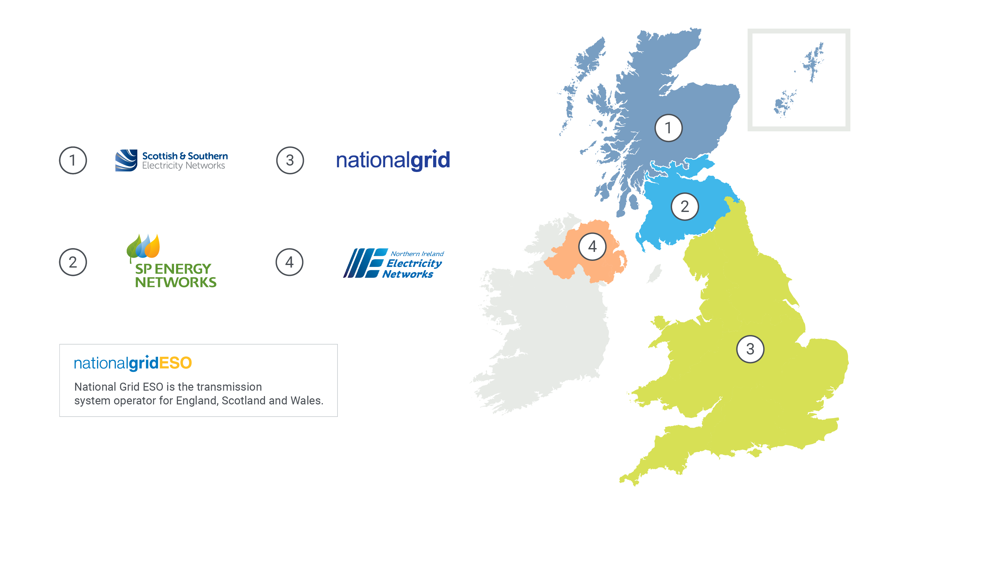 1
Scottish & Southern
Electricity Networks
3
nationalgrid
2
SP ENERGY
NETWORKS
4
Northern Ireland
Electricity
Networks
nationalgridESO
National Grid ESO is the transmission
system operator for England, Scotland and Wales.
1
2
4
3